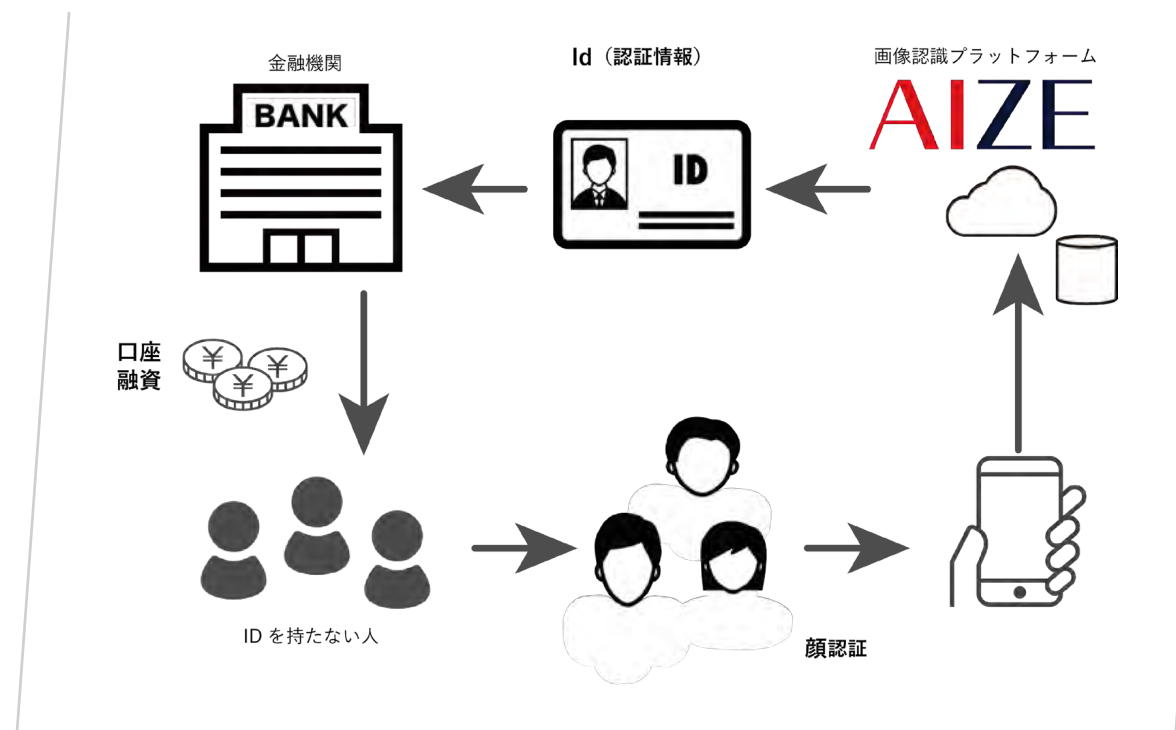 金融機関
BANK
Id（認証情報）
ID
画像認識プラットフォーム
AIZE
口座
融資
¥
¥
¥
ID を持たない人
顔認証